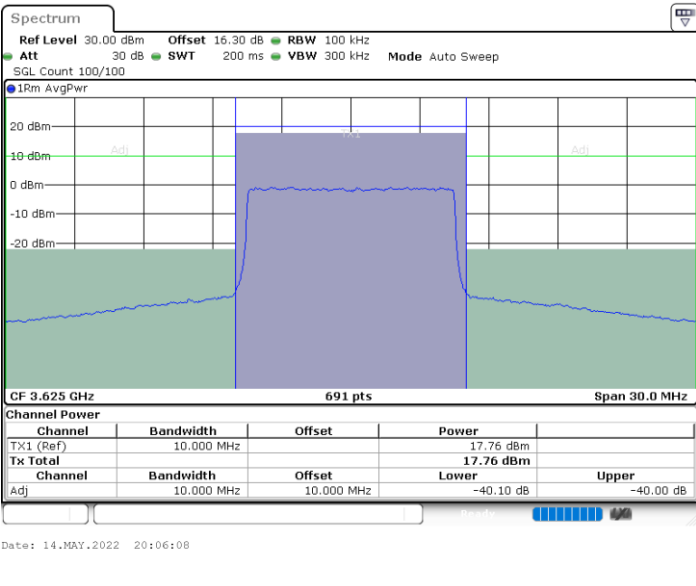 Spectrum
Ref Level 30.00 dBm Offset 16.30 dB RBW 100 kHz
Att 30 dB SWT 200 ms VBW 300 kHz Mode Auto Sweep
SGL Count 100/100
1Rm AvgPwr
20 dBm
TX1
Adj Adj
10 dBm
0 dBm
-10 dBm
-20 dBm
CF 3.625 GHz 691 pts Span 30.0 MHz
Channel Power
Channel Bandwidth Offset Power
TX1 (Ref) 10.000 MHz 17.76 dBm
Tx Total 17.76 dBm
Channel Bandwidth Offset Lower Upper
Adj 10.000 MHz 10.000 MHz -40.10 dB -40.00 dB
Ready
Date: 14.MAY.2022 20:06:08